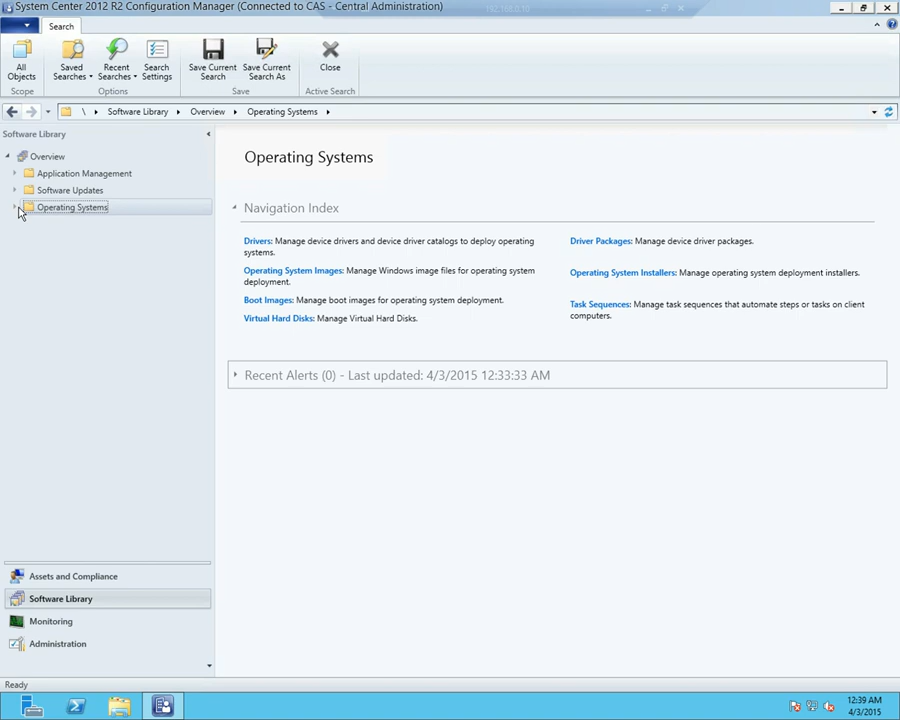 System Center 2012 R2 Configuration Manager (Connected to CAS - Central Administration)
192.168.0.10
Search
All Objects
Saved Searches
Recent Searches
Search Settings
Save Current Search
Save Current Search As
Close
Scope
Options
Save
Active Search
\ Software Library Overview Operating Systems
Software Library
Overview
Application Management
Software Updates
Operating Systems
Operating Systems
Navigation Index
Drivers: Manage device drivers and device driver catalogs to deploy operating
systems.
Driver Packages: Manage device driver packages.
Operating System Images: Manage Windows image files for operating system
deployment.
Operating System Installers: Manage operating system deployment installers.
Boot Images: Manage boot images for operating system deployment.
Task Sequences: Manage task sequences that automate steps or tasks on client
computers.
Virtual Hard Disks: Manage Virtual Hard Disks.
Recent Alerts (0) - Last updated: 4/3/2015 12:33:33 AM
Assets and Compliance
Software Library
Monitoring
Administration
Ready
12:39 AM
4/3/2015